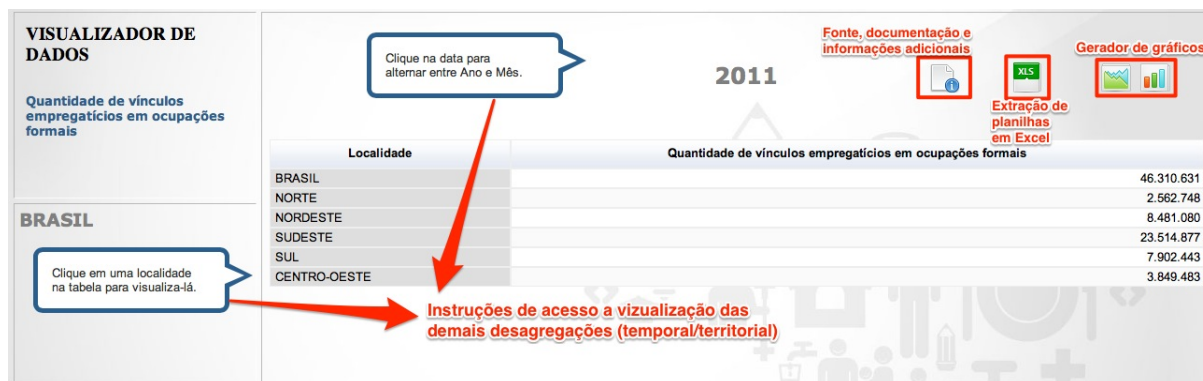 VISUALIZADOR DE
DADOS
Quantidade de vínculos
empregatícios em ocupações
formais
BRASIL
Clique em uma localidade
na tabela para visualiza-lá.
Clique na data para
alternar entre Ano e Mês.
2011
Fonte, documentação e
informações adicionais
XLS
Extração de
planilhas
em Excel
Gerador de gráficos
Localidade Quantidade de vínculos empregatícios em ocupações formais
BRASIL 46.310.631
NORTE 2.562.748
NORDESTE 8.481.080
SUDESTE 23.514.877
SUL 7.902.443
CENTRO-OESTE 3.849.483
Instruções de acesso a vizualização das
demais desagregações (temporal/territorial)